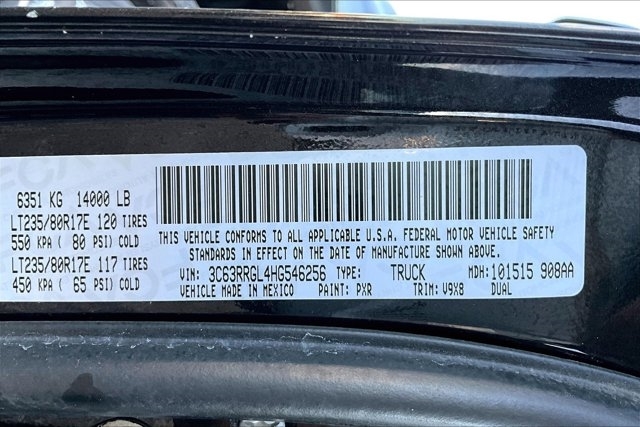 6351 KG 14000 LB
LT235/80R17E 120 TIRES
550 KPA ( 80 PSI) COLD
LT235/80R17E 117 TIRES
450 KPA ( 65 PSI) COLD
THIS VEHICLE CONFORMS TO ALL APPLICABLE U.S.A. FEDERAL MOTOR VEHICLE SAFETY
STANDARDS IN EFFECT ON THE DATE OF MANUFACTURE SHOWN ABOVE.
VIN: 3C63RRGL4HG546256 TYPE: TRUCK MDH: 101515 908AA
VEHICLE MADE IN MEXICO PAINT: PXR TRIM: V9X8 DUAL